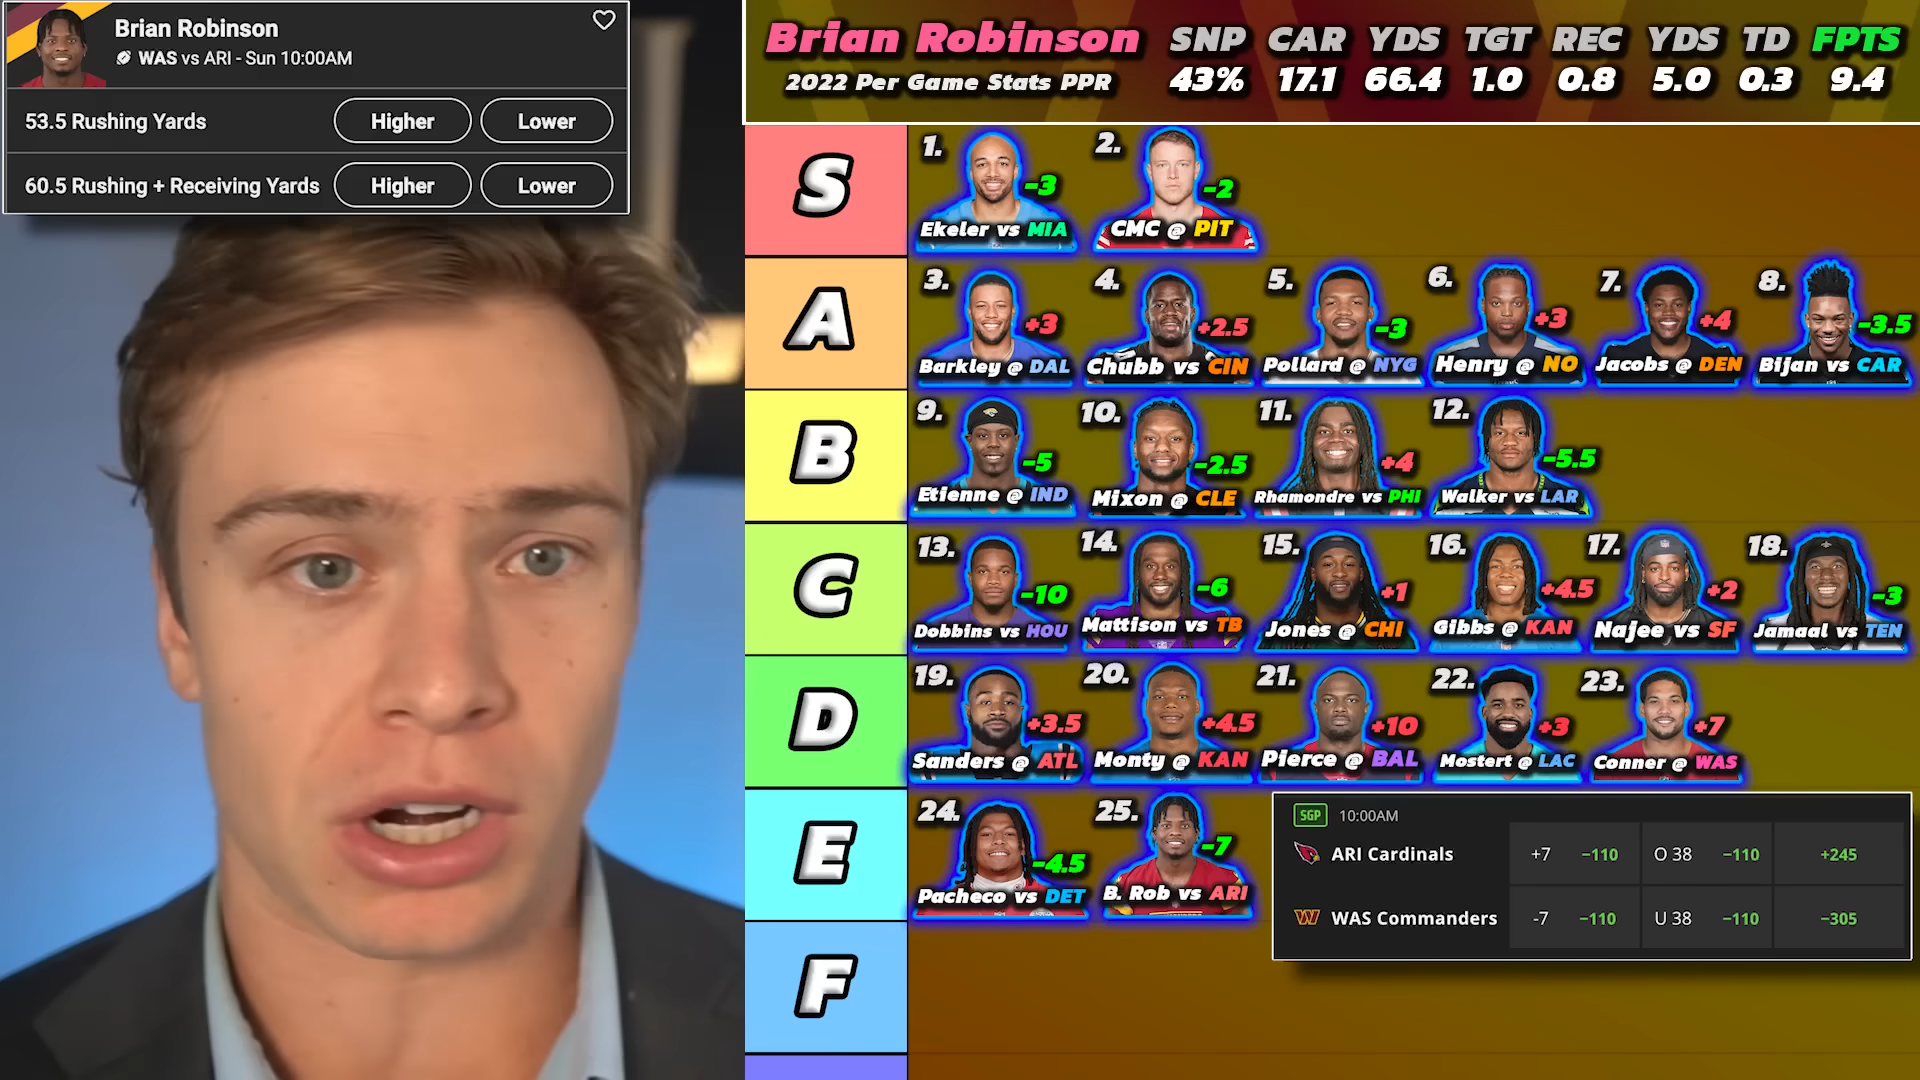 Brian Robinson
WAS vs ARI - Sun 10:00AM
53.5 Rushing Yards
Higher
Lower
60.5 Rushing + Receiving Yards
Higher
Lower
Brian Robinson
2022 Per Game Stats PPR
SNP CAR YDS TGT REC YDS TD FPTS
43% 17.1 66.4 1.0 0.8 5.0 0.3 9.4
S
1. -3
Ekeler vs MIA
2. -2
CMC @ PIT
A
3. +3
Barkley @ DAL
4. +2.5
Chubb vs CIN
5. -3
Pollard @ NYG
6. +3
Henry @ NO
7. +4
Jacobs @ DEN
8. -3.5
Bijan vs CAR
B
9. -5
Etienne @ IND
10. -2.5
Mixon @ CLE
11. +4
Rhamondre vs PHI
12. -5.5
Walker vs LAR
C
13. -10
Dobbins vs HOU
14. -6
Mattison vs TB
15. +1
Jones @ CHI
16. +4.5
Gibbs @ KAN
17. +2
Najee vs SF
18. -3
Jamaal vs TEN
D
19. +3.5
Sanders @ ATL
20. +4.5
Monty @ KAN
21. +10
Pierce @ BAL
22. +3
Mostert @ LAC
23. +7
Conner @ WAS
E
24. -4.5
Pacheco vs DET
25. -7
B. Rob vs ARI
SGP 10:00AM
ARI Cardinals +7 −110 O 38 −110 +245
WAS Commanders -7 −110 U 38 −110 −305
F